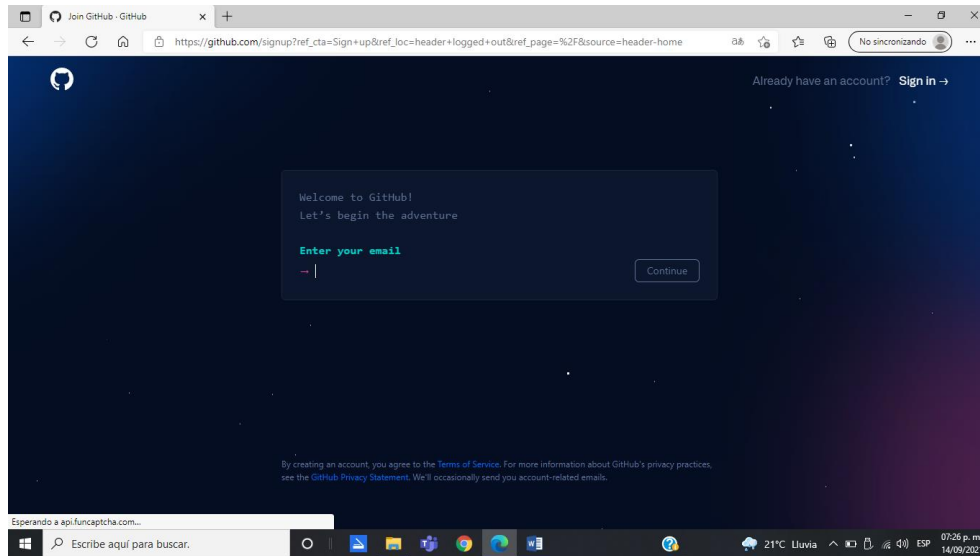 Join GitHub · GitHub
https://github.com/signup?ref_cta=Sign+up&ref_loc=header+logged+out&ref_page=%2F&source=header-home
No sincronizando
Already have an account? Sign in →
Welcome to GitHub!
Let's begin the adventure
Enter your email
→
Continue
By creating an account, you agree to the Terms of Service. For more information about GitHub's privacy practices,
see the GitHub Privacy Statement. We'll occasionally send you account-related emails.
Esperando a api.funcaptcha.com...
Escribe aquí para buscar.
21°C Lluvia
ESP
07:26 p.